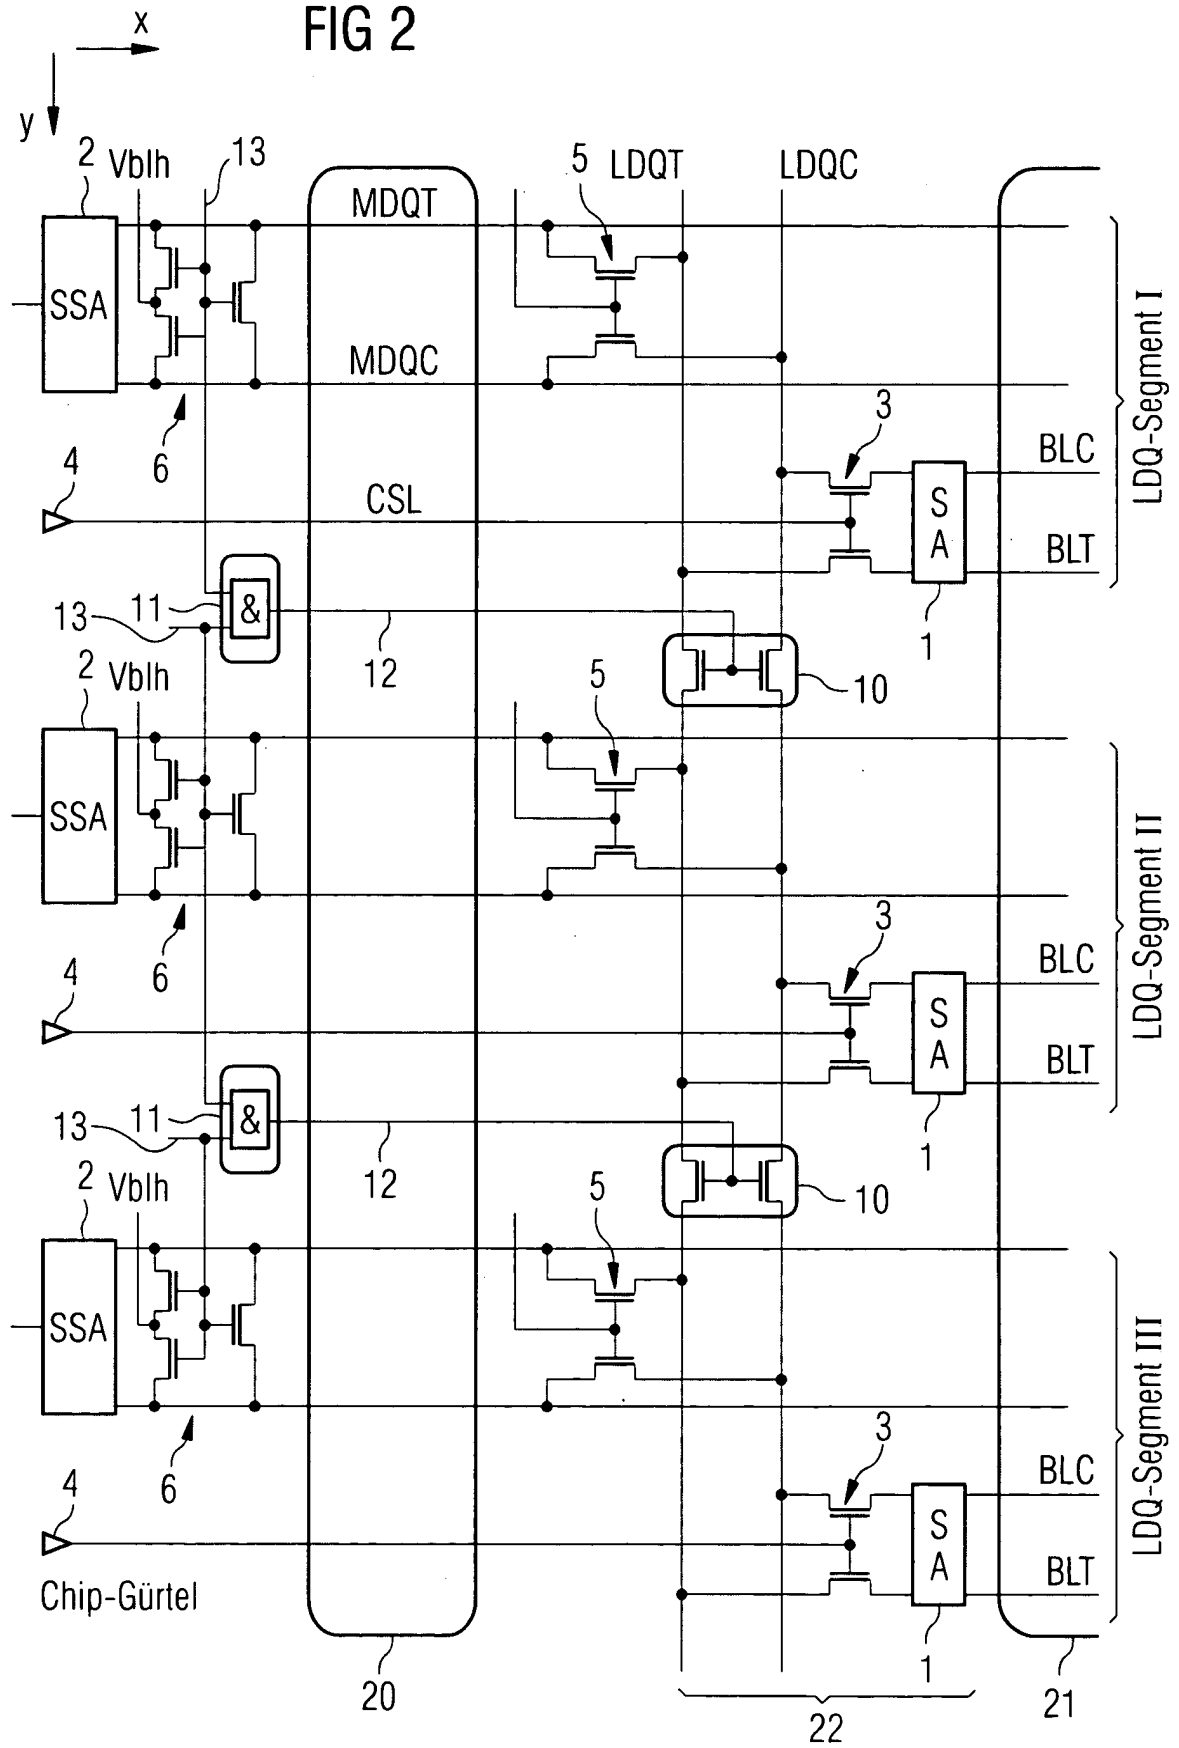 x
FIG 2
y
2
Vblh
13
MDQT
5
LDQT
LDQC
SSA
MDQC
6
3
BLC
4
CSL
S
A
BLT
1
LDQ-Segment I
11
&
13
12
10
2
Vblh
5
SSA
6
3
BLC
4
S
A
BLT
1
LDQ-Segment II
11
&
13
12
10
2
Vblh
5
SSA
6
3
BLC
4
S
A
BLT
1
LDQ-Segment III
Chip-Gürtel
20
22
21